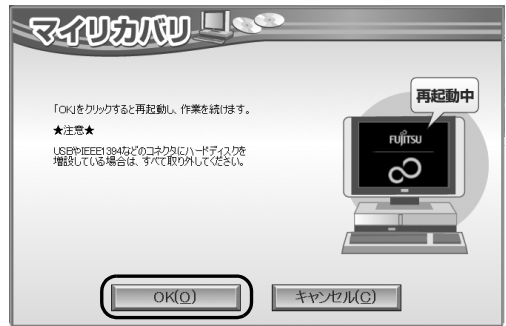 マイリカバリ
「OK」をクリックすると再起動し、作業を続けます。
★注意★
USBやIEEE1394などのコネクタにハードディスクを
増設している場合は、すべて取り外してください。
再起動中
FUJITSU
OK(O)
キャンセル(C)